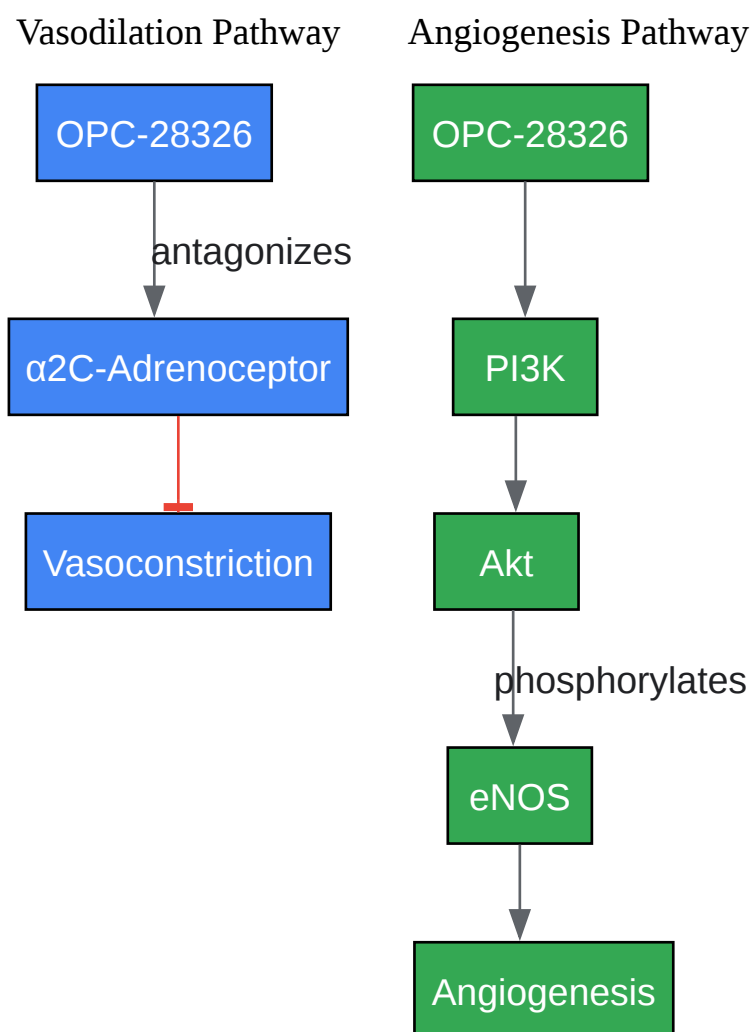 Vasodilation Pathway
OPC-28326
antagonizes
α2C-Adrenoceptor
Vasoconstriction
Angiogenesis Pathway
OPC-28326
PI3K
Akt
phosphorylates
eNOS
Angiogenesis